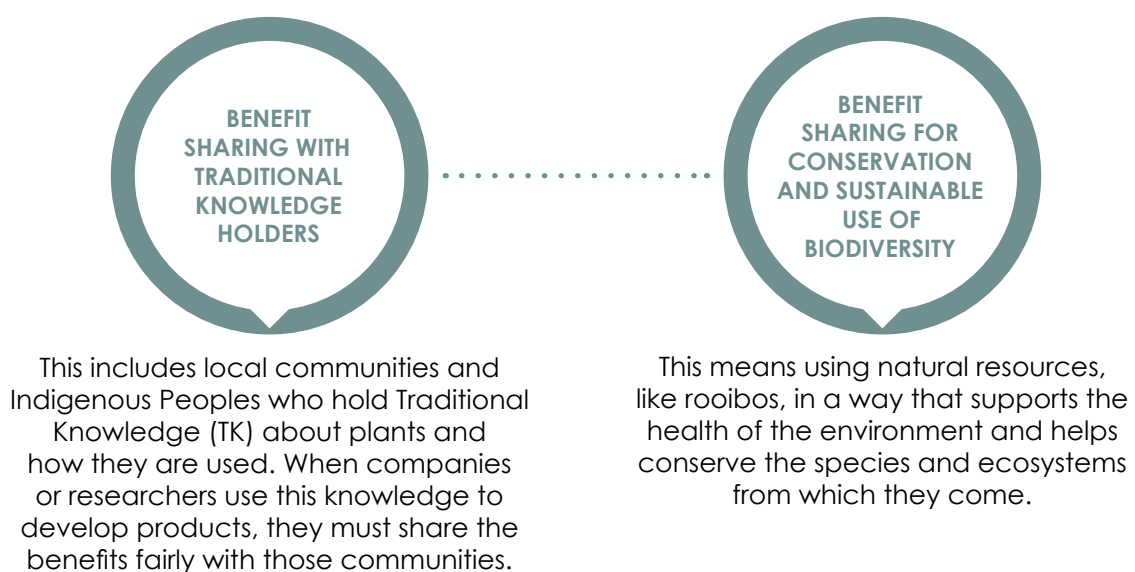 BENEFIT
SHARING WITH
TRADITIONAL
KNOWLEDGE
HOLDERS
This includes local communities and
Indigenous Peoples who hold Traditional
Knowledge (TK) about plants and
how they are used. When companies
or researchers use this knowledge to
develop products, they must share the
benefits fairly with those communities.
BENEFIT
SHARING FOR
CONSERVATION
AND SUSTAINABLE
USE OF
BIODIVERSITY
This means using natural resources,
like rooibos, in a way that supports the
health of the environment and helps
conserve the species and ecosystems
from which they come.